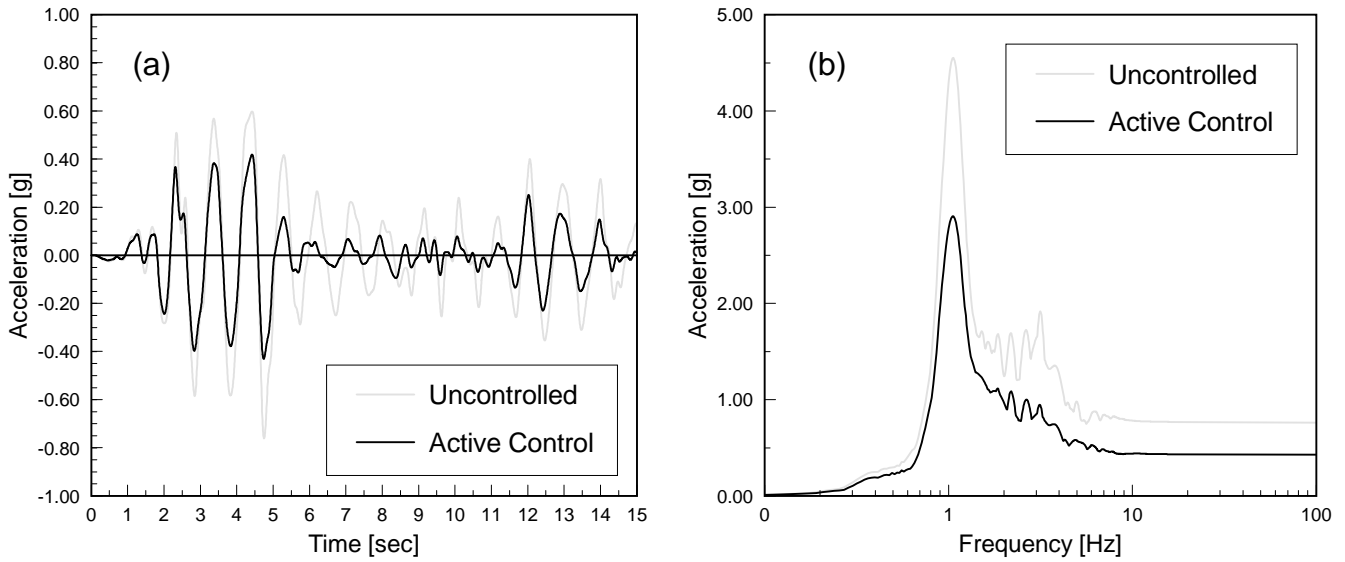 (a)
Acceleration [g]
1.00
0.80
0.60
0.40
0.20
0.00
-0.20
-0.40
-0.60
-0.80
-1.00
Uncontrolled
Active Control
0 1 2 3 4 5 6 7 8 9 10 11 12 13 14 15
Time [sec]
(b)
Acceleration [g]
5.00
4.00
3.00
2.00
1.00
0.00
Uncontrolled
Active Control
0 1 10 100
Frequency [Hz]